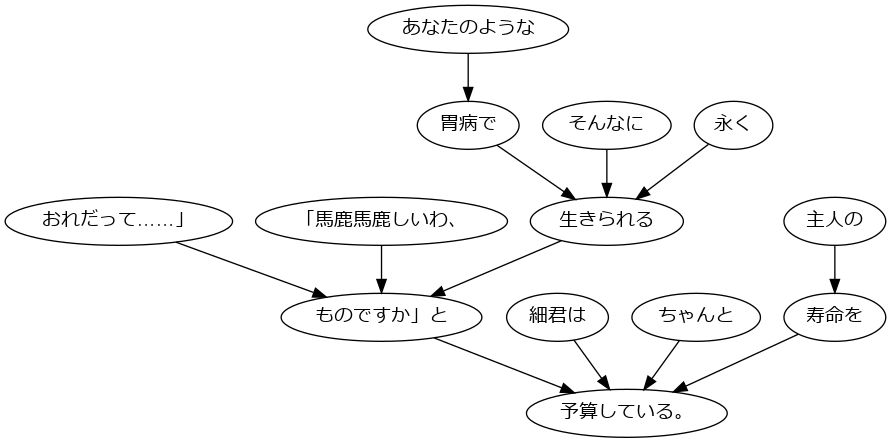 あなたのような
胃病で
そんなに
永く
おれだって……」
「馬鹿馬鹿しいわ、
生きられる
主人の
ものですか」と
細君は
ちゃんと
寿命を
予算している。